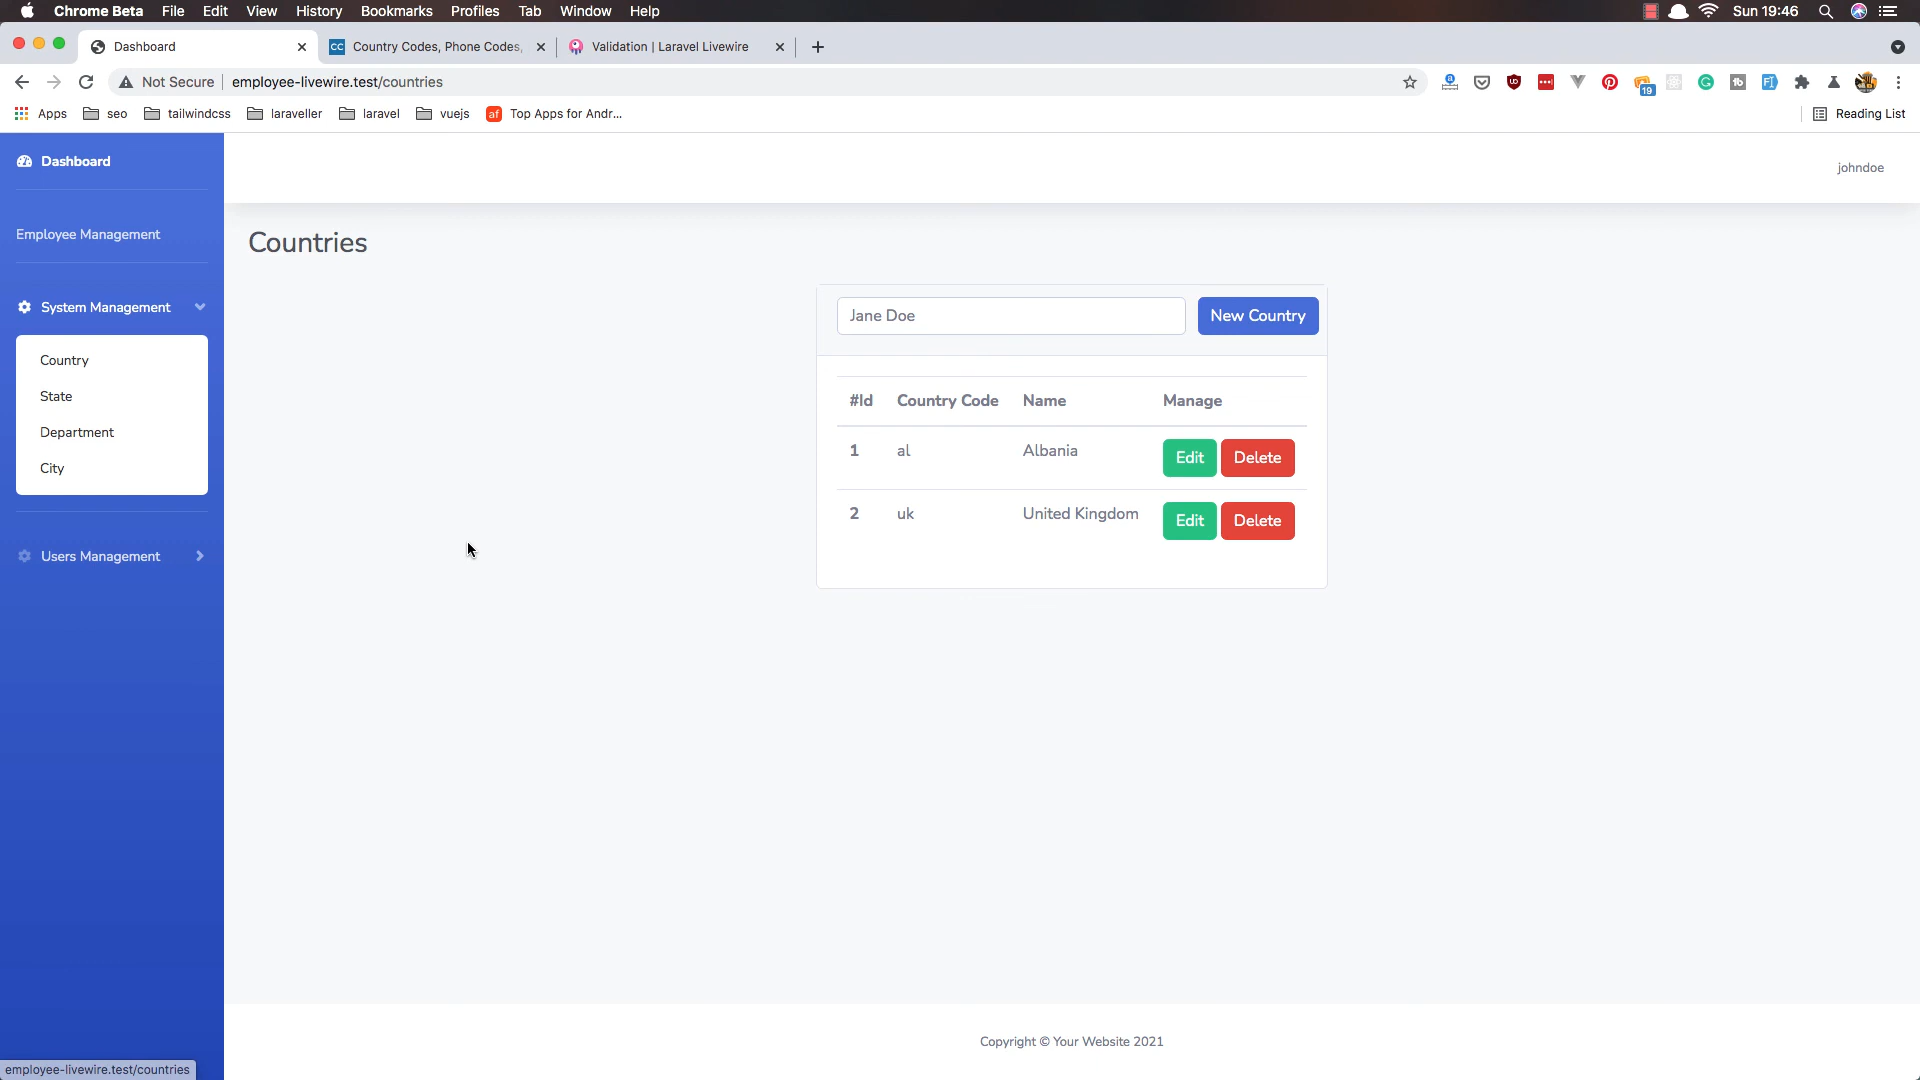 Chrome Beta File Edit View History Bookmarks Profiles Tab Window Help Sun 19:46
Dashboard CC Country Codes, Phone Codes, Validation | Laravel Livewire
Not Secure employee-livewire.test/countries 19
Apps seo tailwindcss laraveller laravel vuejs af Top Apps for Andr... Reading List
Dashboard
johndoe
Employee Management
Countries
System Management
Jane Doe New Country
Country
State
Department
City
#Id Country Code Name Manage
1 al Albania Edit Delete
2 uk United Kingdom Edit Delete
Users Management
Copyright © Your Website 2021
employee-livewire.test/countries